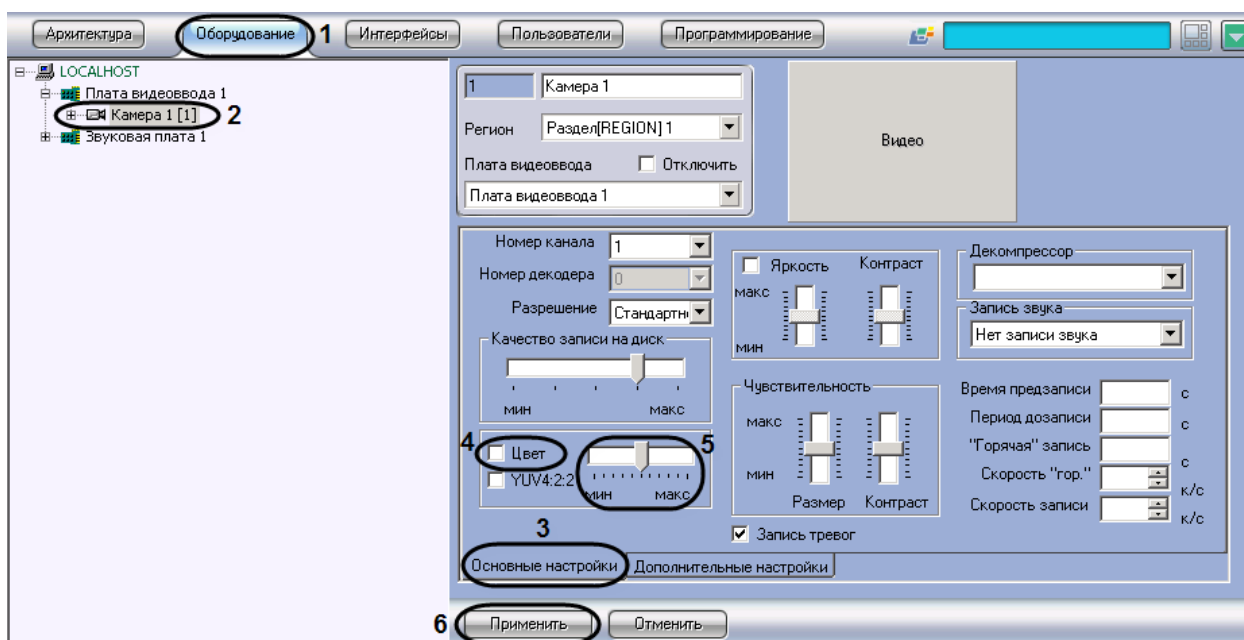 Архитектура
Оборудование
1
Интерфейсы
Пользователи
Программирование
LOCALHOST
Плата видеоввода 1
Камера 1 [1]
2
Звуковая плата 1
1
Камера 1
Регион
Раздел[REGION] 1
Плата видеоввода
Отключить
Плата видеоввода 1
Видео
Номер канала
1
Номер декодера
0
Разрешение
Стандартн
Качество записи на диск
мин
макс
4
Цвет
YUV4:2:2
5
мин
макс
Яркость
Контраст
макс
мин
Чувствительность
макс
мин
Размер
Контраст
Запись тревог
Декомпрессор
Запись звука
Нет записи звука
Время предзаписи
с
Период дозаписи
с
"Горячая" запись
с
Скорость "гор."
к/с
Скорость записи
к/с
3
Основные настройки
Дополнительные настройки
6
Применить
Отменить